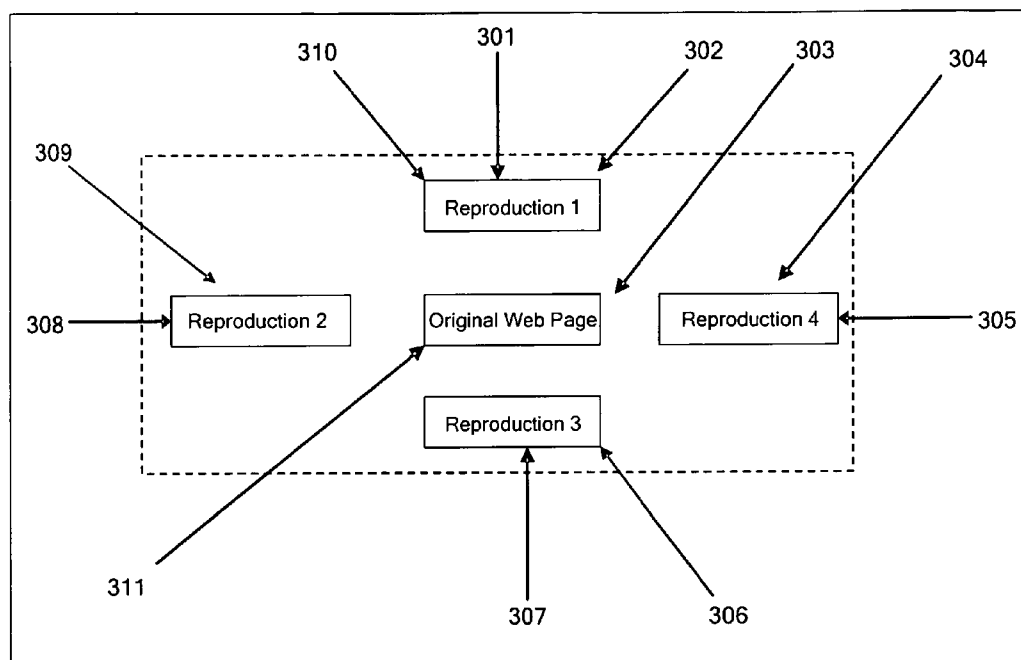 310
301
302
303
304
309
Reproduction 1
308
Reproduction 2
Original Web Page
Reproduction 4
305
Reproduction 3
311
307
306